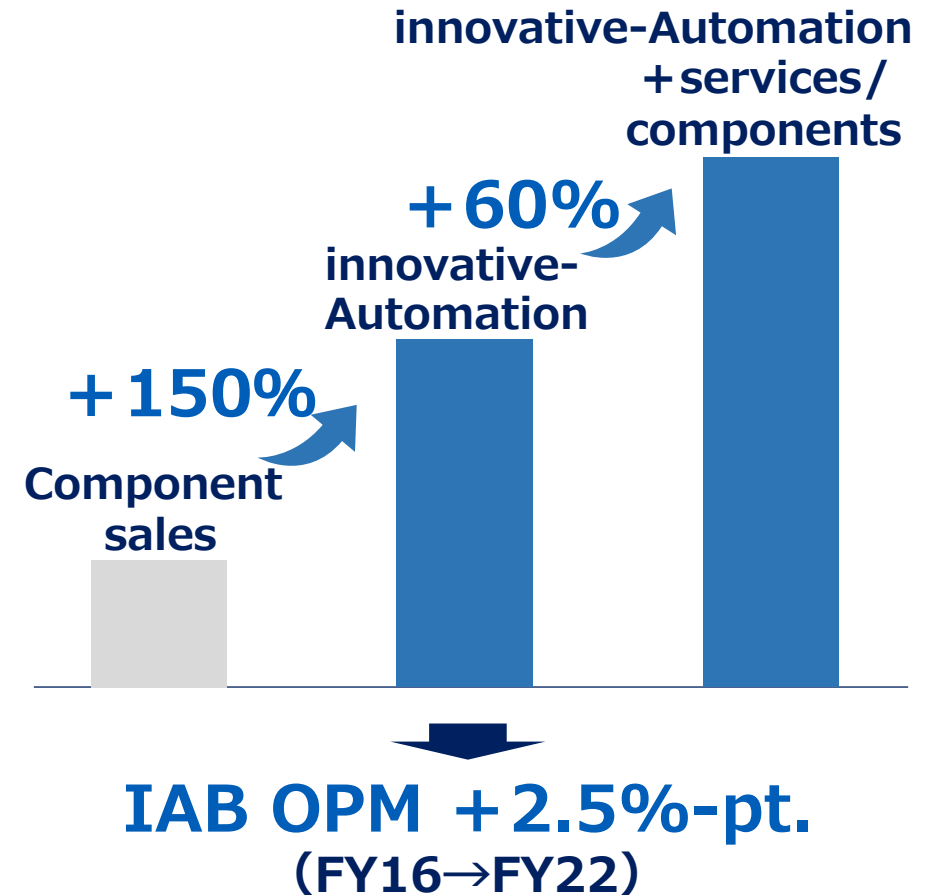 innovative-Automation
+services/
components
+60%
innovative-
Automation
+150%
Component
sales
IAB OPM +2.5%-pt.
(FY16→FY22)